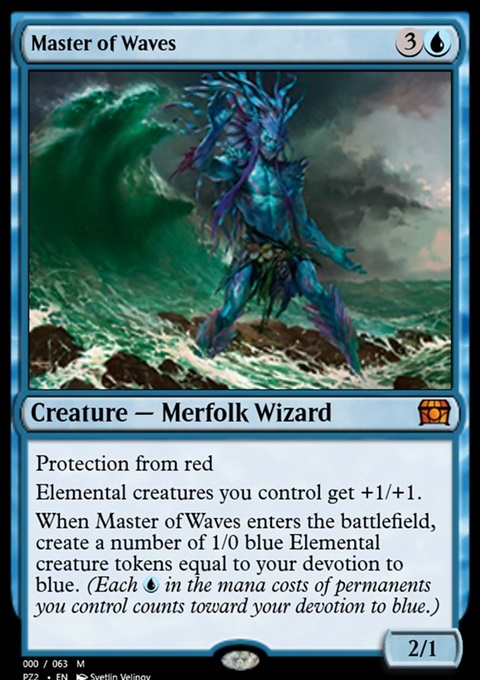 Master of Waves 3
Creature — Merfolk Wizard
Protection from red
Elemental creatures you control get +1/+1.
When Master of Waves enters the battlefield,
create a number of 1/0 blue Elemental
creature tokens equal to your devotion to
blue. (Each in the mana costs of permanents
you control counts toward your devotion to blue.)
2/1
000 / 063 M
PZ2 • EN Svetlin Velinov